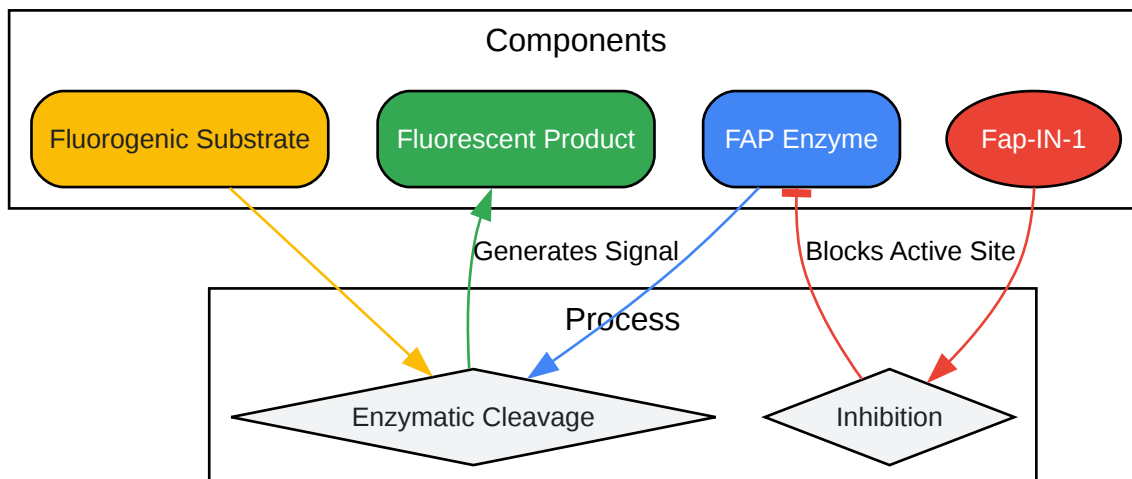 Components
Fluorogenic Substrate
Fluorescent Product
FAP Enzyme
Fap-IN-1
Generates Signal
Blocks Active Site
Process
Enzymatic Cleavage
Inhibition